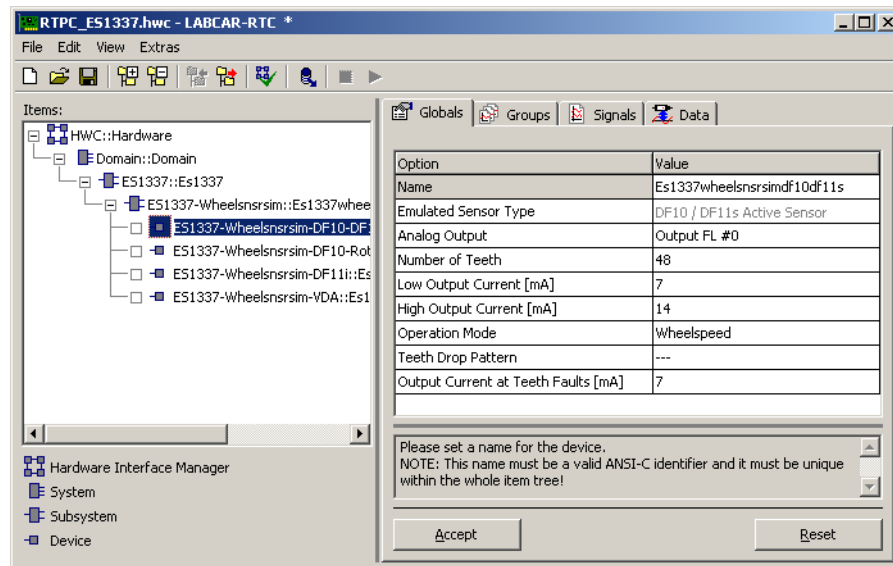 RTPC_ES1337.hwc - LABCAR-RTC *
File Edit View Extras
Items:
HWC::Hardware
Domain::Domain
ES1337::Es1337
ES1337-Wheelsnsrsim::Es1337whee
ES1337-Wheelsnsrsim-DF10-DF
ES1337-Wheelsnsrsim-DF10-Rot
ES1337-Wheelsnsrsim-DF11i::Es
ES1337-Wheelsnsrsim-VDA::Es1
Hardware Interface Manager
System
Subsystem
Device
Globals Groups Signals Data
Option Value
Name Es1337wheelsnsrsimdf10df11s
Emulated Sensor Type DF10 / DF11s Active Sensor
Analog Output Output FL #0
Number of Teeth 48
Low Output Current [mA] 7
High Output Current [mA] 14
Operation Mode Wheelspeed
Teeth Drop Pattern ---
Output Current at Teeth Faults [mA] 7
Please set a name for the device.
NOTE: This name must be a valid ANSI-C identifier and it must be unique
within the whole item tree!
Accept Reset